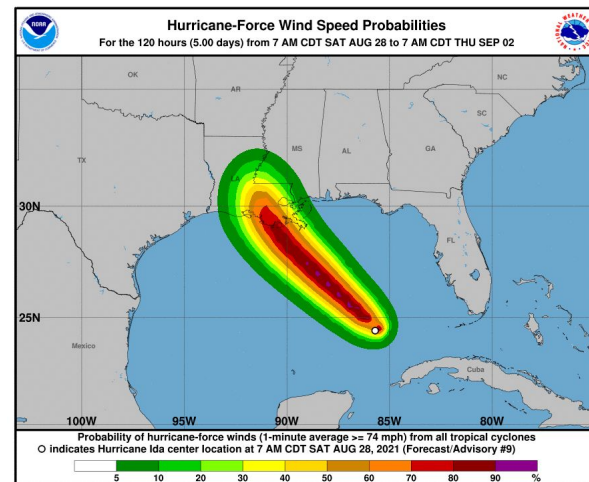 Hurricane-Force Wind Speed Probabilities
For the 120 hours (5.00 days) from 7 AM CDT SAT AUG 28 to 7 AM CDT THU SEP 02
NOAA
OK
AR
NC
SC
TX
MS
AL
GA
LA
30N
FL
25N
Mexico
Cuba
100W
95W
90W
85W
80W
Probability of hurricane-force winds (1-minute average >= 74 mph) from all tropical cyclones
O indicates Hurricane Ida center location at 7 AM CDT SAT AUG 28, 2021 (Forecast/Advisory #9)
5 10 20 30 40 50 60 70 80 90 %